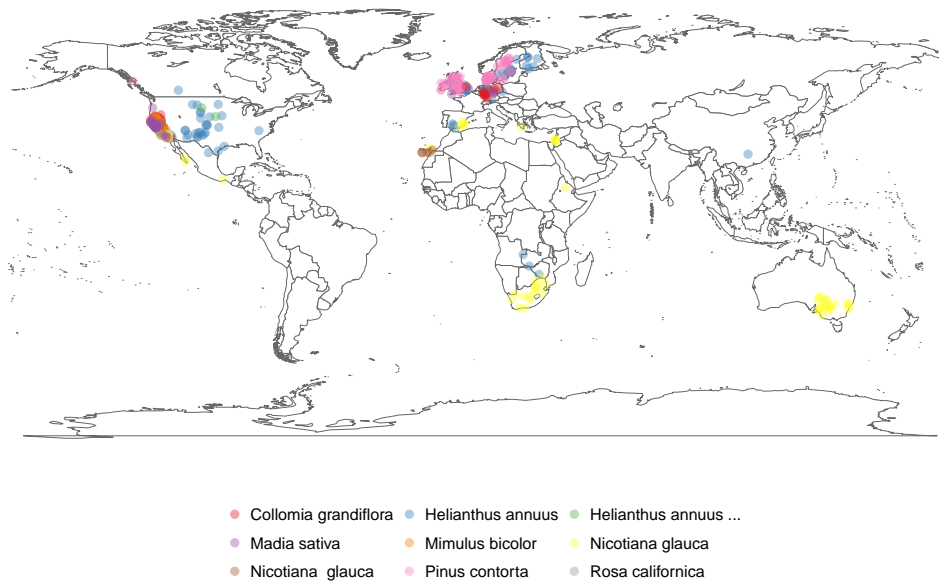 Collomia grandiflora Helianthus annuus Helianthus annuus ...
Madia sativa Mimulus bicolor Nicotiana glauca
Nicotiana  glauca Pinus contorta Rosa californica